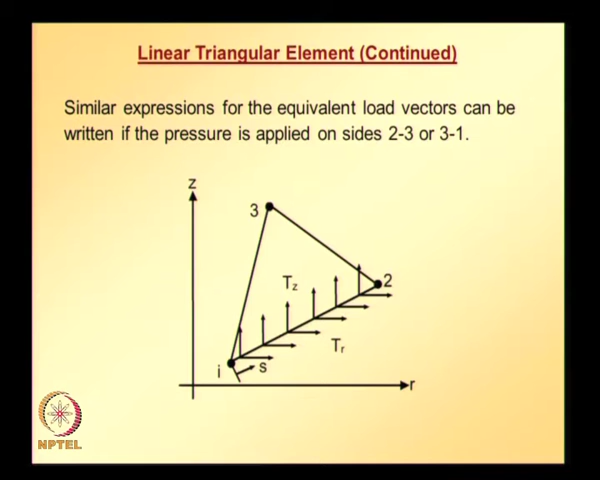 Linear Triangular Element (Continued)
Similar expressions for the equivalent load vectors can be
written if the pressure is applied on sides 2-3 or 3-1.
z
3
Tz
2
Tr
i
s
r
NPTEL